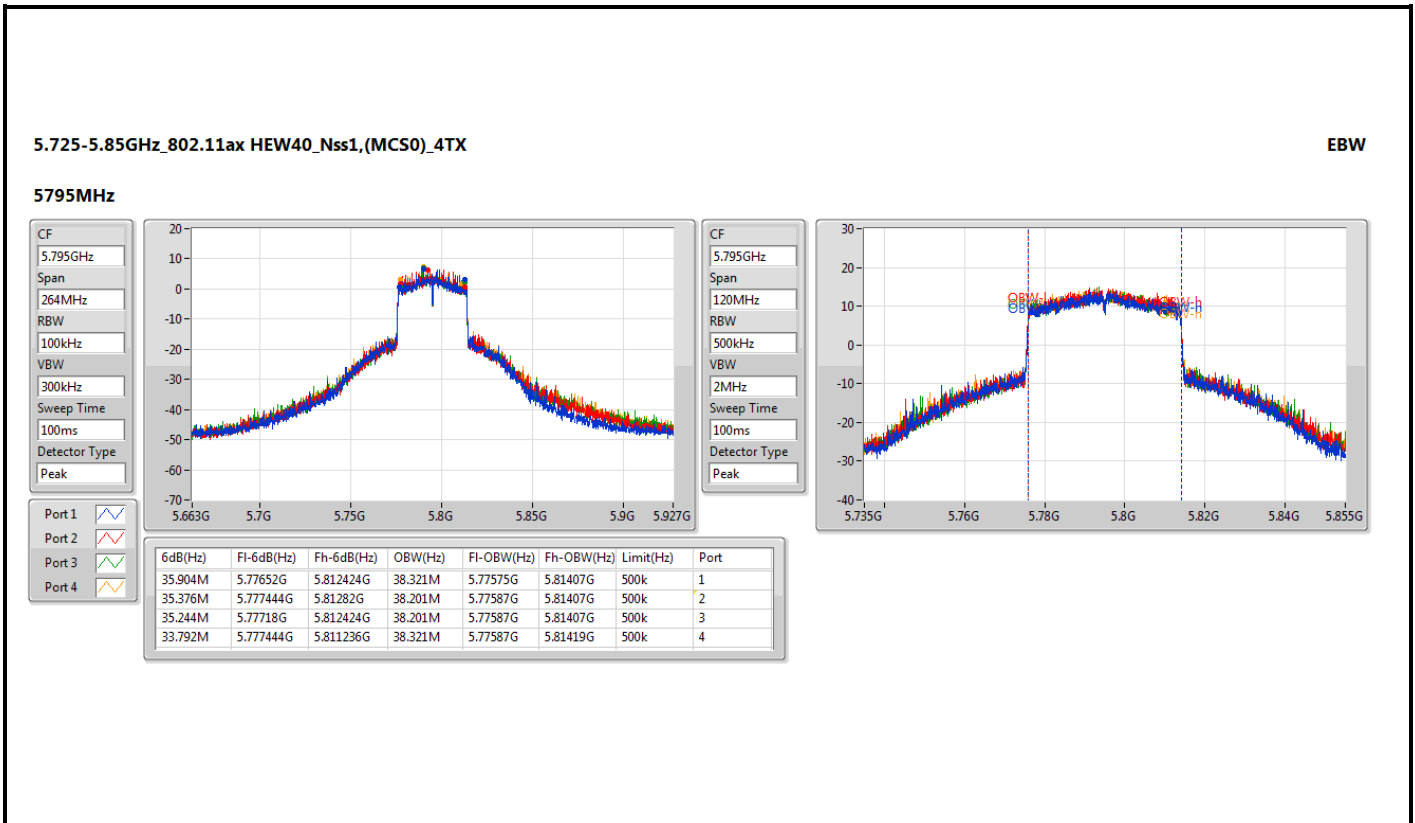 5.725-5.85GHz_802.11ax HEW40_Nss1,(MCS0)_4TX
EBW
5795MHz
CF
5.795GHz
Span
264MHz
RBW
100kHz
VBW
300kHz
Sweep Time
100ms
Detector Type
Peak
Port 1
Port 2
Port 3
Port 4
20
10
0
-10
-20
-30
-40
-50
-60
-70
5.663G 5.7G 5.75G 5.8G 5.85G 5.9G 5.927G
CF
5.795GHz
Span
120MHz
RBW
500kHz
VBW
2MHz
Sweep Time
100ms
Detector Type
Peak
30
20
10
0
-10
-20
-30
-40
5.735G 5.76G 5.78G 5.8G 5.82G 5.84G 5.855G
6dB(Hz) Fl-6dB(Hz) Fh-6dB(Hz) OBW(Hz) Fl-OBW(Hz) Fh-OBW(Hz) Limit(Hz) Port
35.904M 5.77652G 5.812424G 38.321M 5.77575G 5.81407G 500k 1
35.376M 5.777444G 5.81282G 38.201M 5.77587G 5.81407G 500k 2
35.244M 5.77718G 5.812424G 38.201M 5.77587G 5.81407G 500k 3
33.792M 5.777444G 5.811236G 38.321M 5.77587G 5.81419G 500k 4